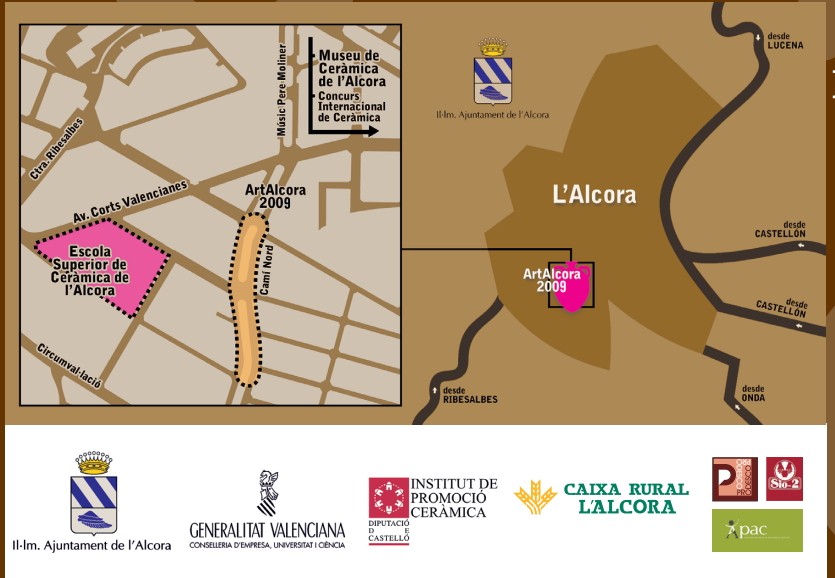 Museu de
Ceràmica
de l'Alcora
Concurs
Internacional
de Ceràmica
Músic Pere Moliner
Ctra. Ribesalbes
Av. Corts Valencianes
ArtAlcora
2009
Camí Nord
Escola
Superior de
Ceràmica de
l'Alcora
Circumval·lació
Il·lm. Ajuntament de l'Alcora
L'Alcora
ArtAlcora
2009
desde
LUCENA
desde
CASTELLÓN
desde
CASTELLÓN
desde
ONDA
desde
RIBESALBES
Il·lm. Ajuntament de l'Alcora
GENERALITAT VALENCIANA
CONSELLERIA D'EMPRESA, UNIVERSITAT I CIÈNCIA
INSTITUT DE
PROMOCIÓ
CERÀMICA
DIPUTACIÓ
D E
CASTELLÓ
CAIXA RURAL
L'ALCORA
Sio-2
pac